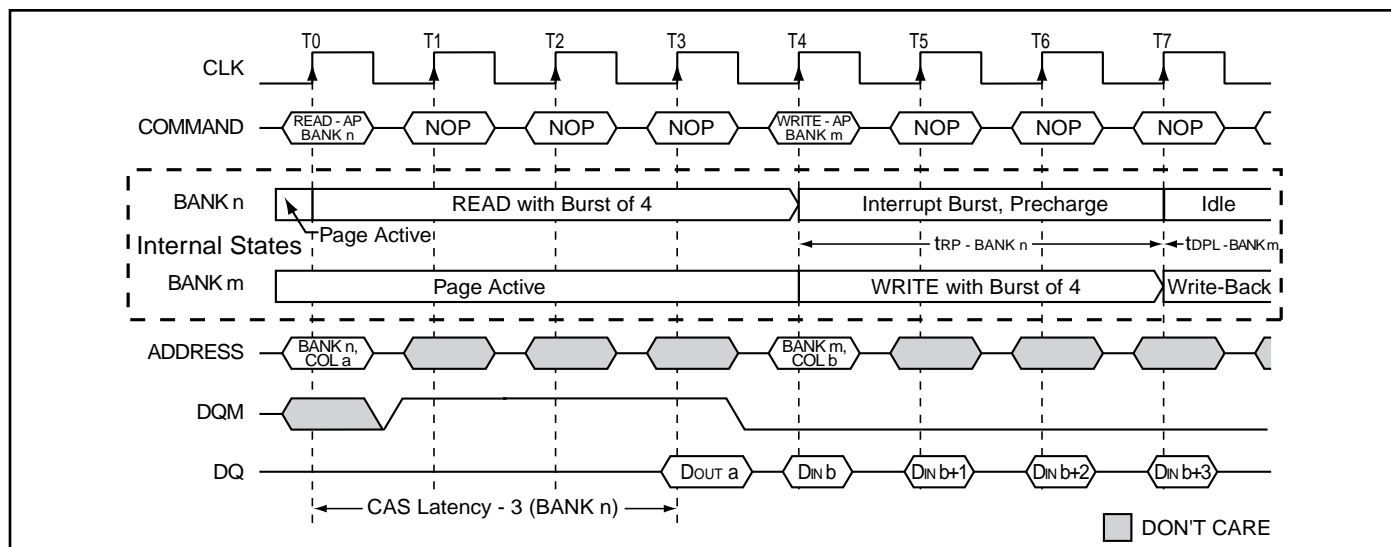 T0 T1 T2 T3 T4 T5 T6 T7
CLK
COMMAND
READ - AP
BANK n
NOP NOP NOP
WRITE - AP
BANK m
NOP NOP NOP
BANK n
READ with Burst of 4
Interrupt Burst, Precharge
Idle
Internal States
Page Active
tRP - BANK n
tDPL - BANK m
BANK m
Page Active
WRITE with Burst of 4
Write-Back
ADDRESS
BANK n,
COL a
BANK m,
COL b
DQM
DQ
DOUT a
DIN b
DIN b+1
DIN b+2
DIN b+3
CAS Latency - 3 (BANK n)
DON'T CARE